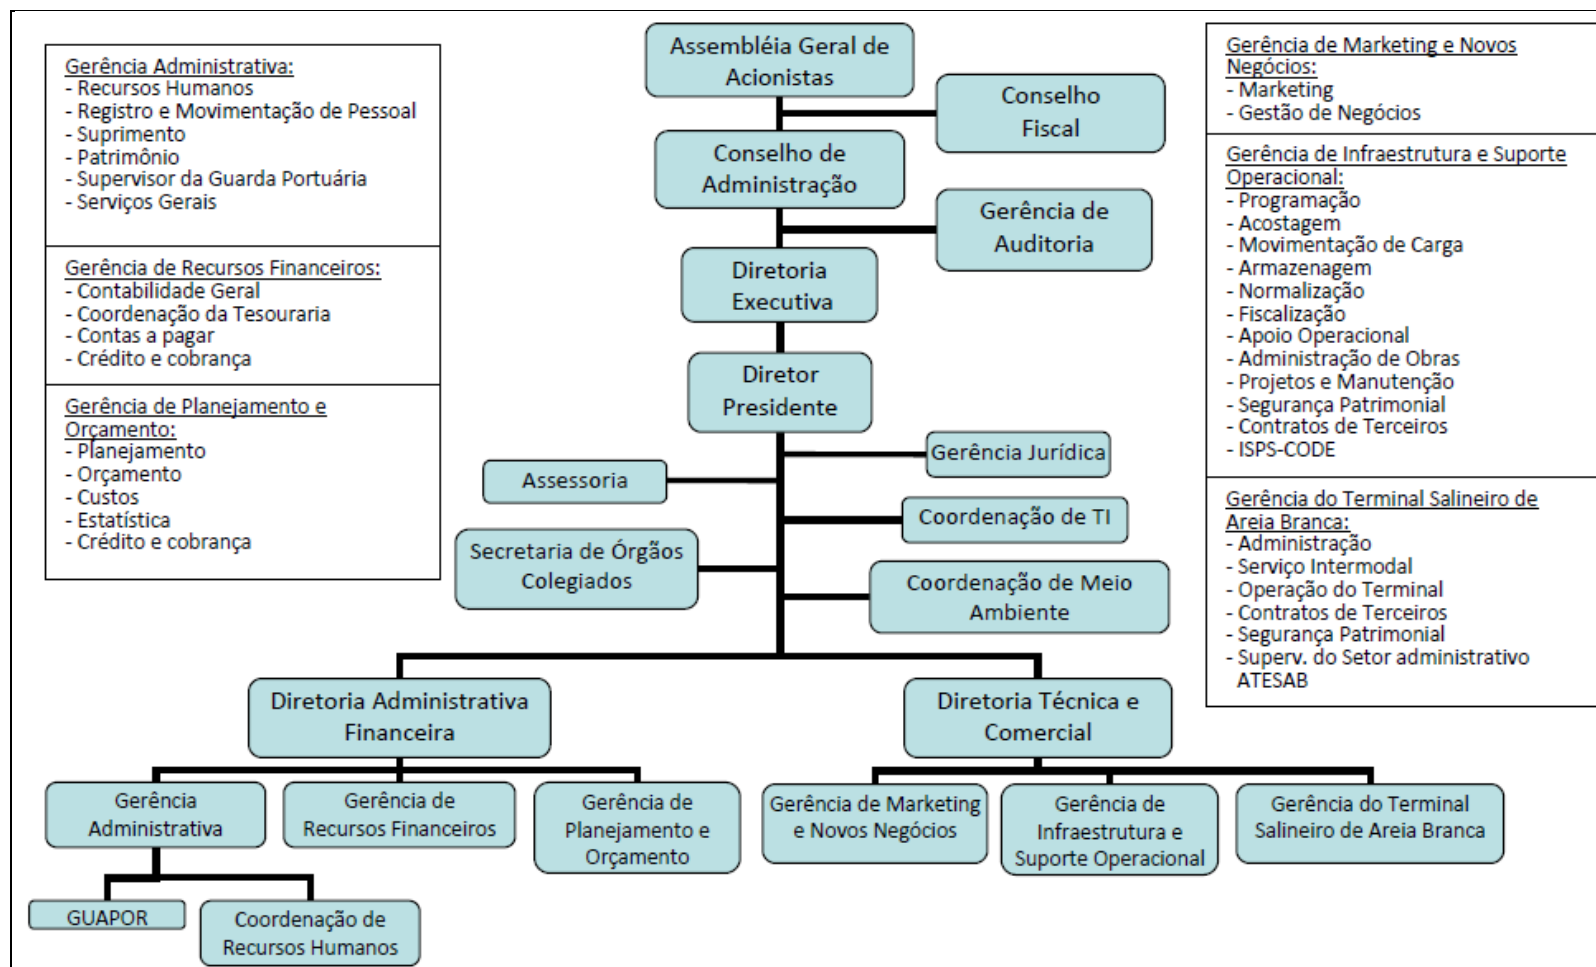 Gerência Administrativa:
- Recursos Humanos
- Registro e Movimentação de Pessoal
- Suprimento
- Patrimônio
- Supervisor da Guarda Portuária
- Serviços Gerais
Gerência de Recursos Financeiros:
- Contabilidade Geral
- Coordenação da Tesouraria
- Contas a pagar
- Crédito e cobrança
Gerência de Planejamento e
Orçamento:
- Planejamento
- Orçamento
- Custos
- Estatística
- Crédito e cobrança
Assembléia Geral de
Acionistas
Conselho
Fiscal
Conselho de
Administração
Gerência de
Auditoria
Diretoria
Executiva
Diretor
Presidente
Gerência Jurídica
Assessoria
Coordenação de TI
Secretaria de Órgãos
Colegiados
Coordenação de Meio
Ambiente
Gerência de Marketing e Novos
Negócios:
- Marketing
- Gestão de Negócios
Gerência de Infraestrutura e Suporte
Operacional:
- Programação
- Acostagem
- Movimentação de Carga
- Armazenagem
- Normalização
- Fiscalização
- Apoio Operacional
- Administração de Obras
- Projetos e Manutenção
- Segurança Patrimonial
- Contratos de Terceiros
- ISPS-CODE
Gerência do Terminal Salineiro de
Areia Branca:
- Administração
- Serviço Intermodal
- Operação do Terminal
- Contratos de Terceiros
- Segurança Patrimonial
- Superv. do Setor administrativo
ATESAB
Diretoria Administrativa
Financeira
Diretoria Técnica e
Comercial
Gerência
Administrativa
Gerência de
Recursos Financeiros
Gerência de
Planejamento e
Orçamento
Gerência de Marketing
e Novos Negócios
Gerência de
Infraestrutura e
Suporte Operacional
Gerência do Terminal
Salineiro de Areia Branca
GUAPOR
Coordenação de
Recursos Humanos